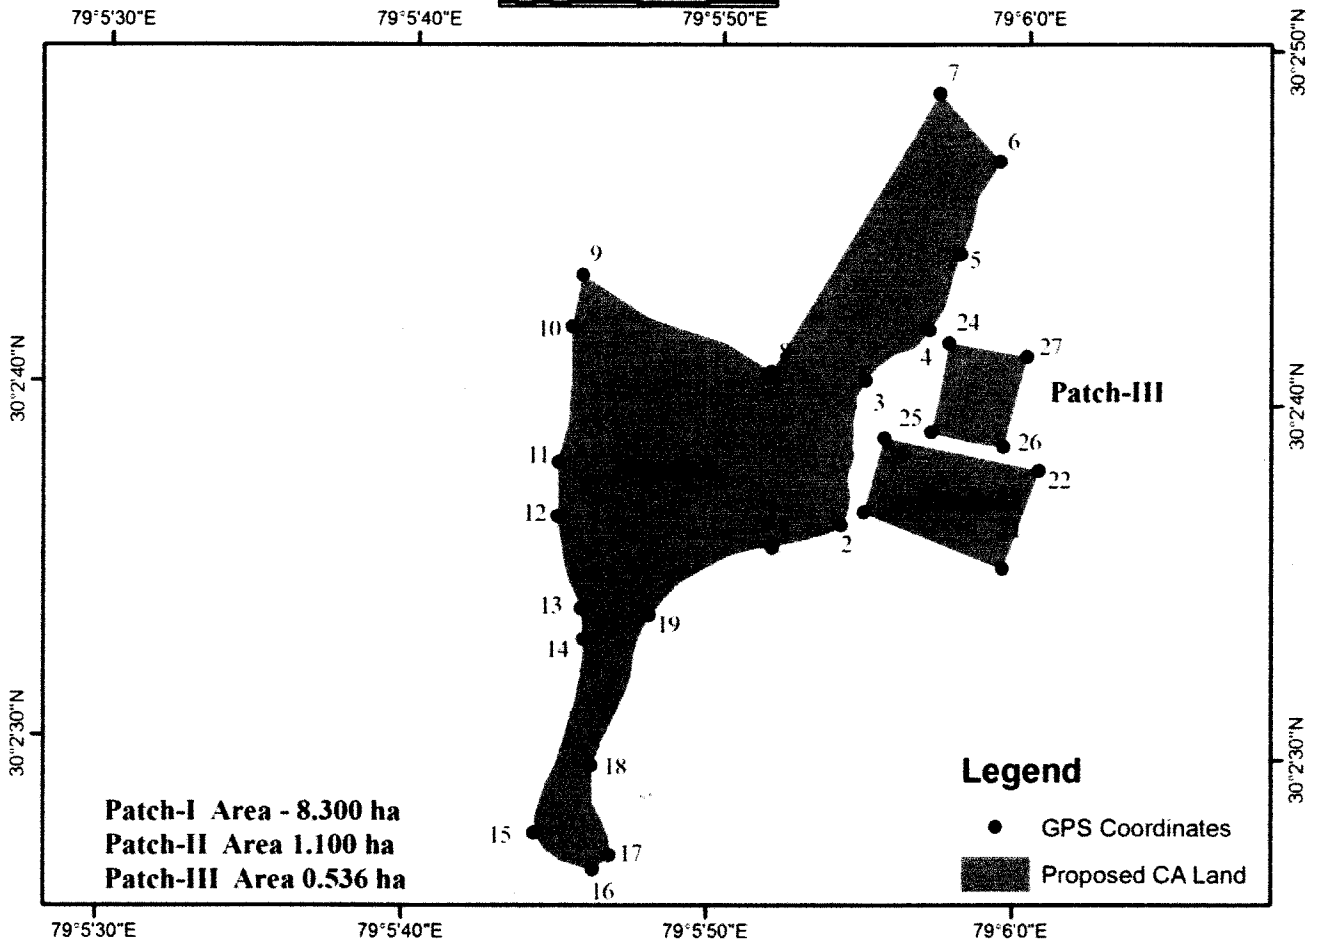 79°5'30"E
79°5'40"E
79°5'50"E
79°6'0"E
30°2'50"N
7
6
9
5
10
24
4
27
30°2'40"N
30°2'40"N
Patch-III
3
25
26
11
22
12
2
13
19
14
30°2'30"N
30°2'30"N
18
Legend
Patch-I Area - 8.300 ha
15
GPS Coordinates
Patch-II Area 1.100 ha
17
Patch-III Area 0.536 ha
16
Proposed CA Land
79°5'30"E
79°5'40"E
79°5'50"E
79°6'0"E